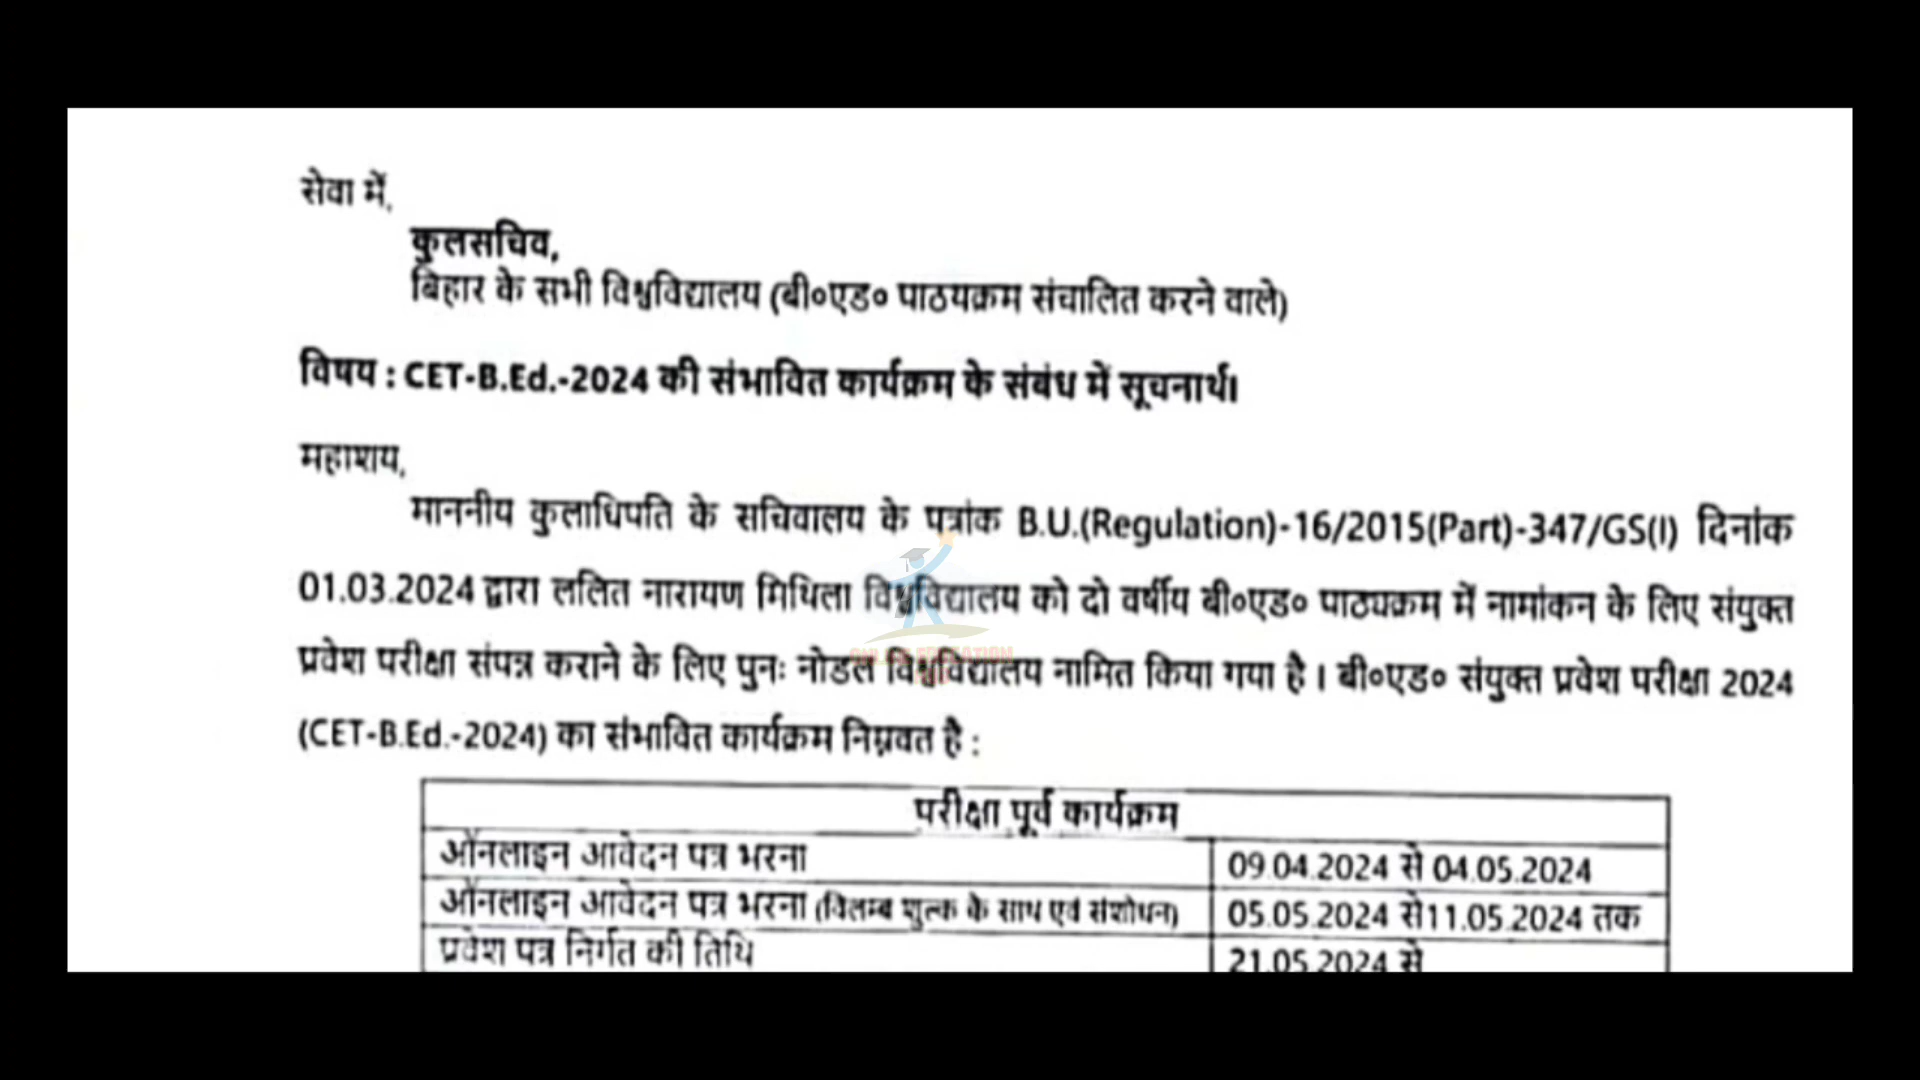 सेवा में,
कुलसचिव,
बिहार के सभी विश्वविद्यालय (बी०एड० पाठयक्रम संचालित करने वाले)
विषय : CET-B.Ed.-2024 की संभावित कार्यक्रम के संबंध में सूचनार्थ।
महाशय,
माननीय कुलाधिपति के सचिवालय के पत्रांक B.U.(Regulation)-16/2015(Part)-347/GS(I) दिनांक
01.03.2024 द्वारा ललित नारायण मिथिला विश्वविद्यालय को दो वर्षीय बी०एड० पाठ्यक्रम में नामांकन के लिए संयुक्त
प्रवेश परीक्षा संपन्न कराने के लिए पुनः नोडल विश्वविद्यालय नामित किया गया है । बी०एड० संयुक्त प्रवेश परीक्षा 2024
(CET-B.Ed.-2024) का संभावित कार्यक्रम निम्नवत है :
ONLINE EDUCATION
परीक्षा पूर्व कार्यक्रम
ऑनलाइन आवेदन पत्र भरना 09.04.2024 से 04.05.2024
ऑनलाइन आवेदन पत्र भरना (विलम्ब शुल्क के साथ एवं संशोधन) 05.05.2024 से11.05.2024 तक
प्रवेश पत्र निर्गत की तिथि 21.05.2024 से